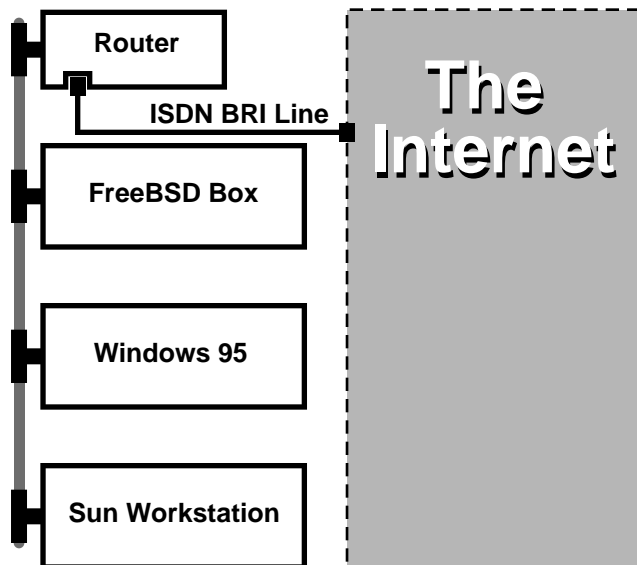 Router
The
Internet
ISDN BRI Line
FreeBSD Box
Windows 95
Sun Workstation